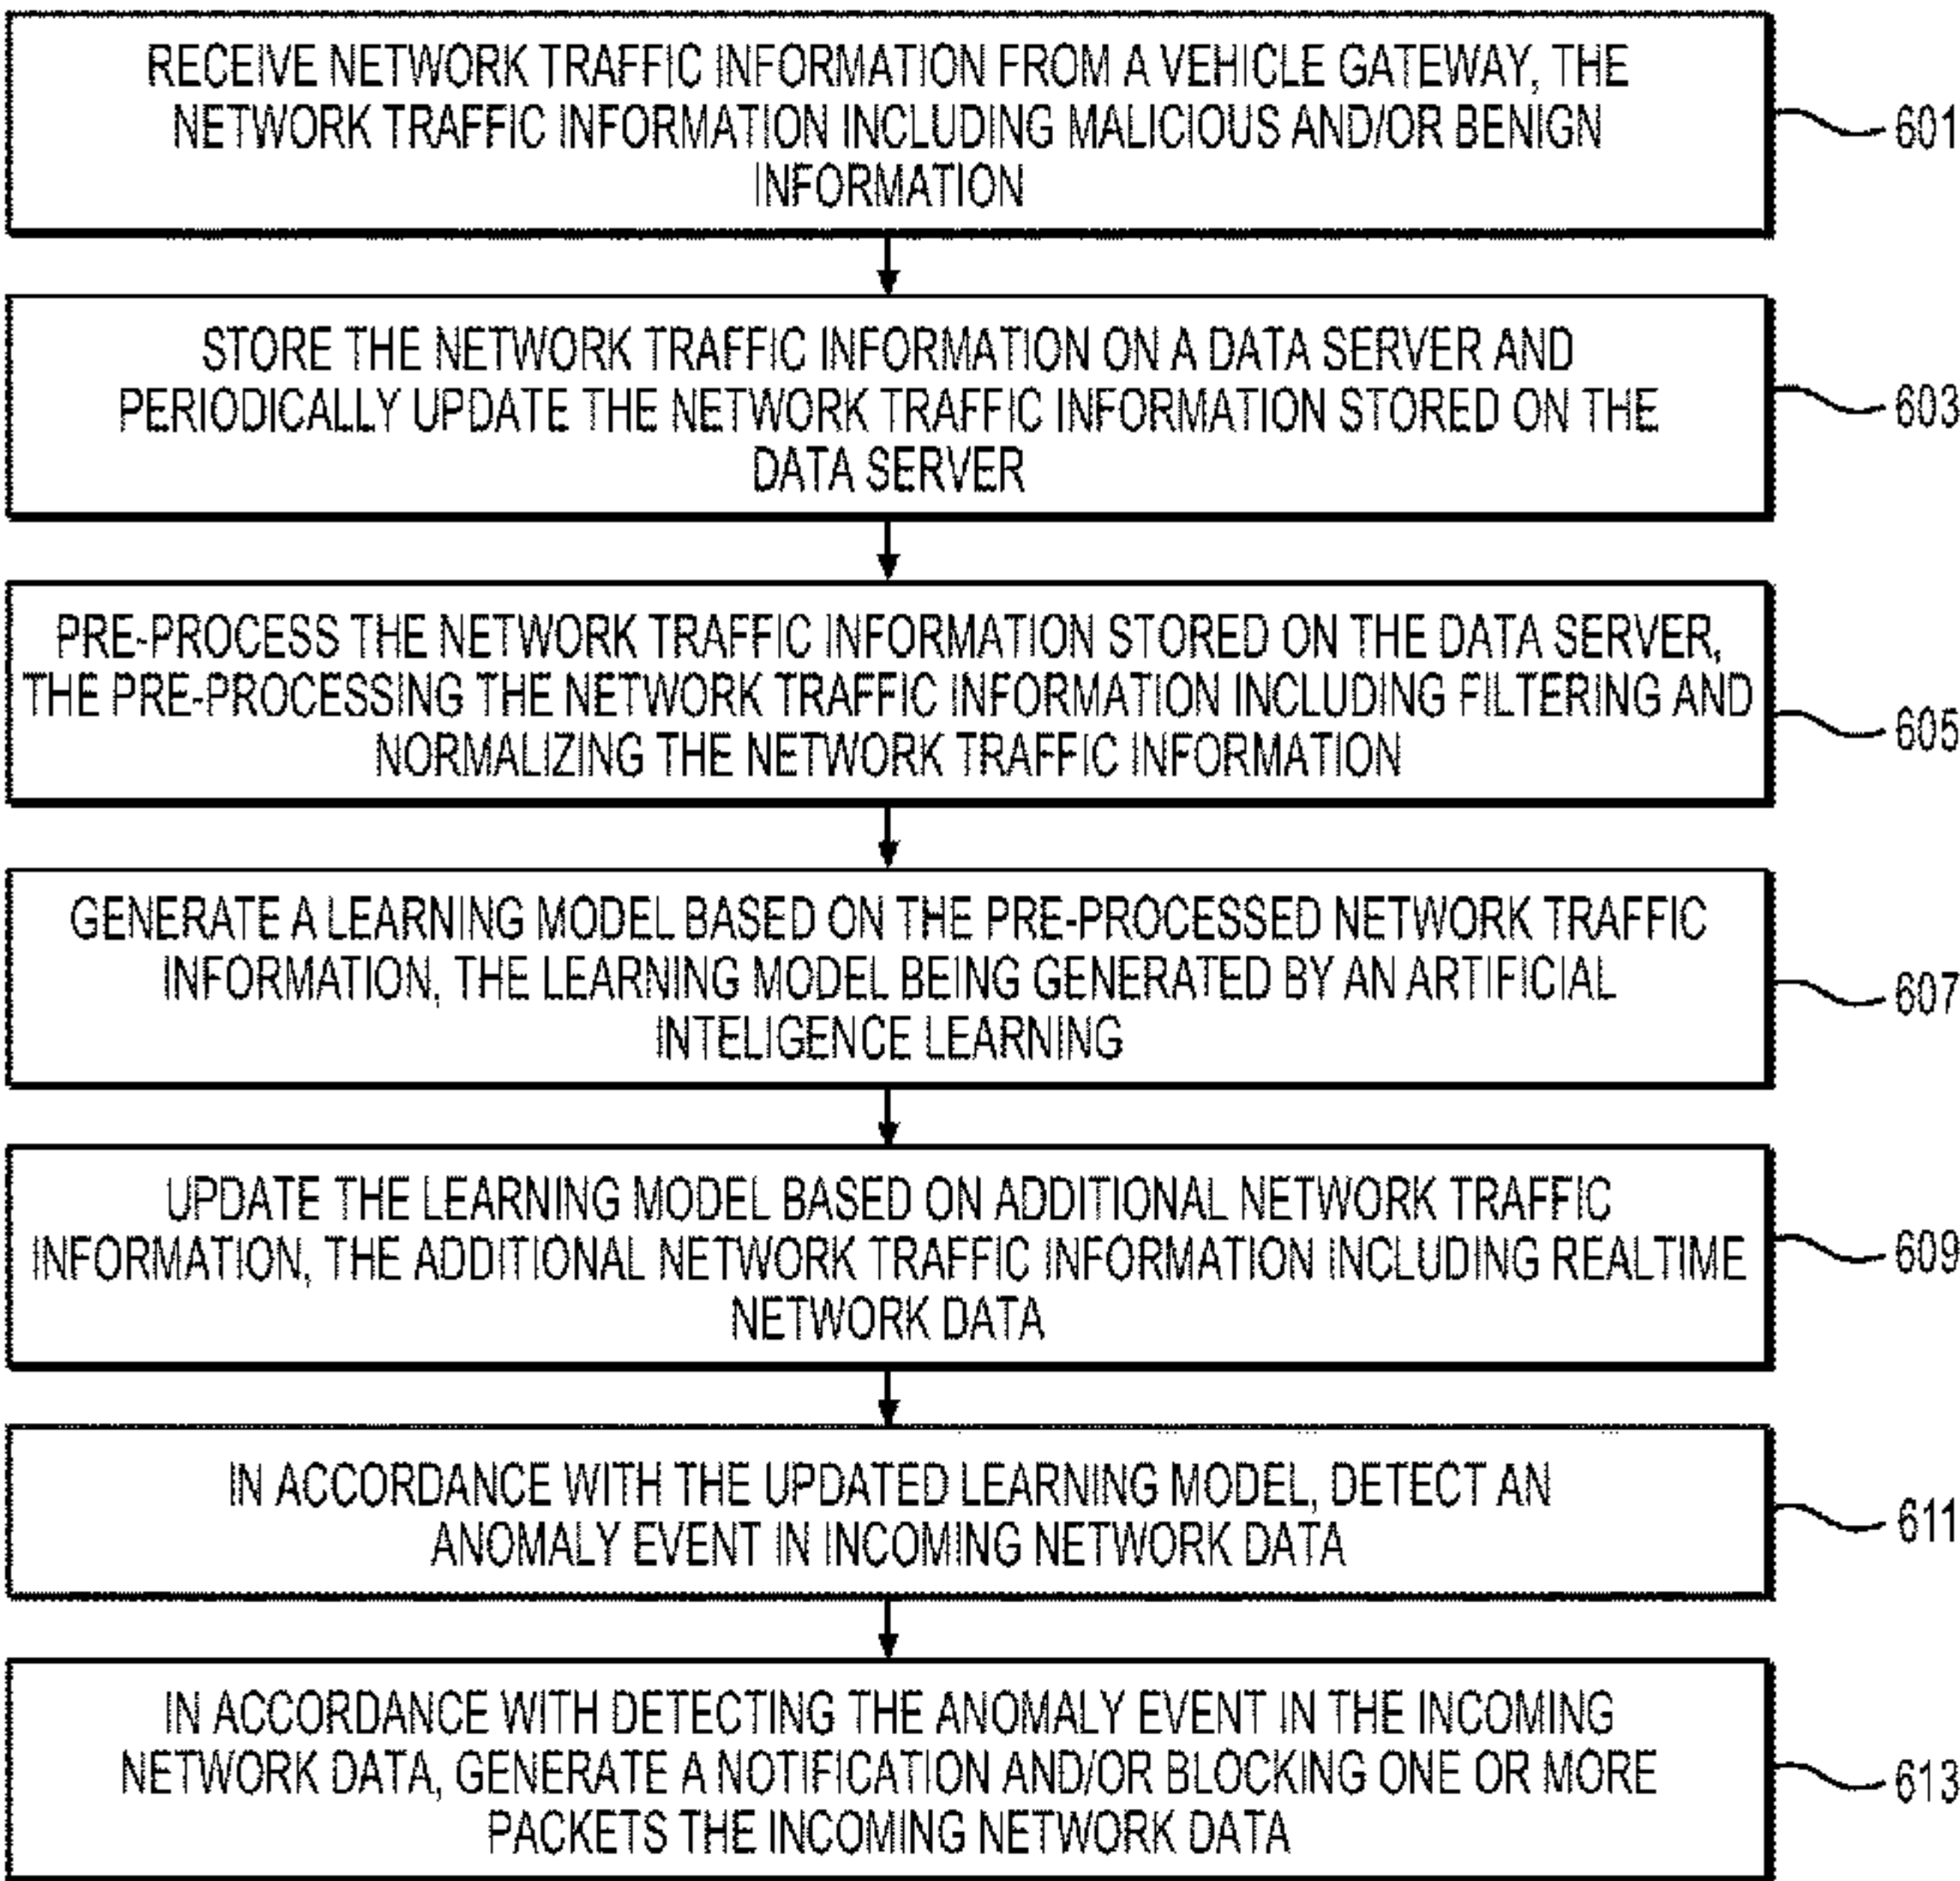 RECEIVE NETWORK TRAFFIC INFORMATION FROM A VEHICLE GATEWAY, THE
NETWORK TRAFFIC INFORMATION INCLUDING MALICIOUS AND/OR BENIGN
INFORMATION
601
STORE THE NETWORK TRAFFIC INFORMATION ON A DATA SERVER AND
PERIODICALLY UPDATE THE NETWORK TRAFFIC INFORMATION STORED ON THE
DATA SERVER
603
PRE-PROCESS THE NETWORK TRAFFIC INFORMATION STORED ON THE DATA SERVER,
THE PRE-PROCESSING THE NETWORK TRAFFIC INFORMATION INCLUDING FILTERING AND
NORMALIZING THE NETWORK TRAFFIC INFORMATION
605
GENERATE A LEARNING MODEL BASED ON THE PRE-PROCESSED NETWORK TRAFFIC
INFORMATION, THE LEARNING MODEL BEING GENERATED BY AN ARTIFICIAL
INTELIGENCE LEARNING
607
UPDATE THE LEARNING MODEL BASED ON ADDITIONAL NETWORK TRAFFIC
INFORMATION, THE ADDITIONAL NETWORK TRAFFIC INFORMATION INCLUDING REALTIME
NETWORK DATA
609
IN ACCORDANCE WITH THE UPDATED LEARNING MODEL, DETECT AN
ANOMALY EVENT IN INCOMING NETWORK DATA
611
IN ACCORDANCE WITH DETECTING THE ANOMALY EVENT IN THE INCOMING
NETWORK DATA, GENERATE A NOTIFICATION AND/OR BLOCKING ONE OR MORE
PACKETS THE INCOMING NETWORK DATA
613